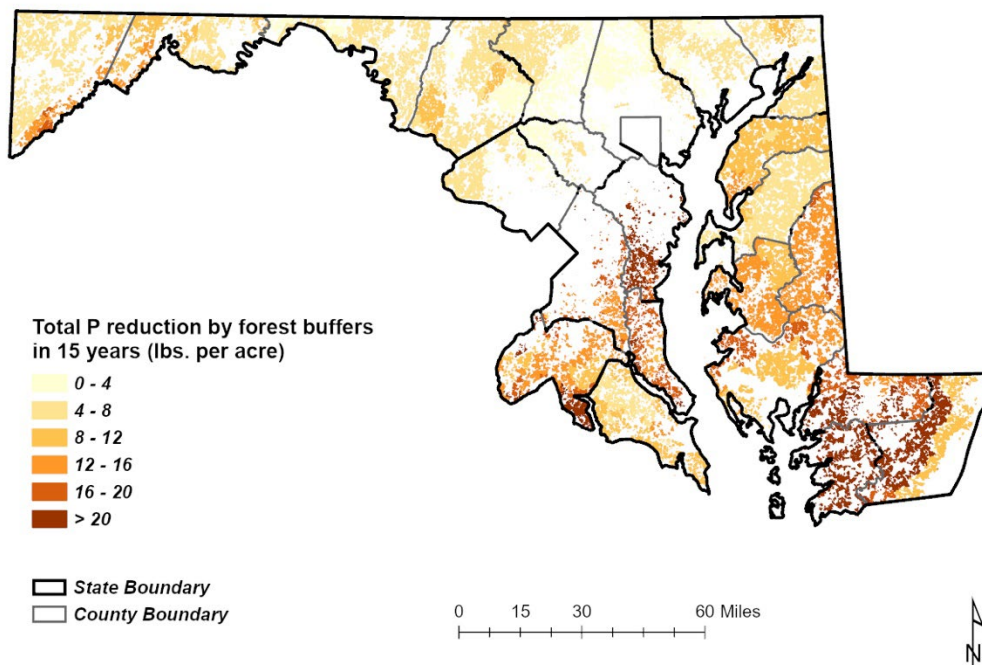 Total P reduction by forest buffers
in 15 years (lbs. per acre)
0 - 4
4 - 8
8 - 12
12 - 16
16 - 20
> 20
State Boundary
County Boundary
0 15 30 60 Miles
N